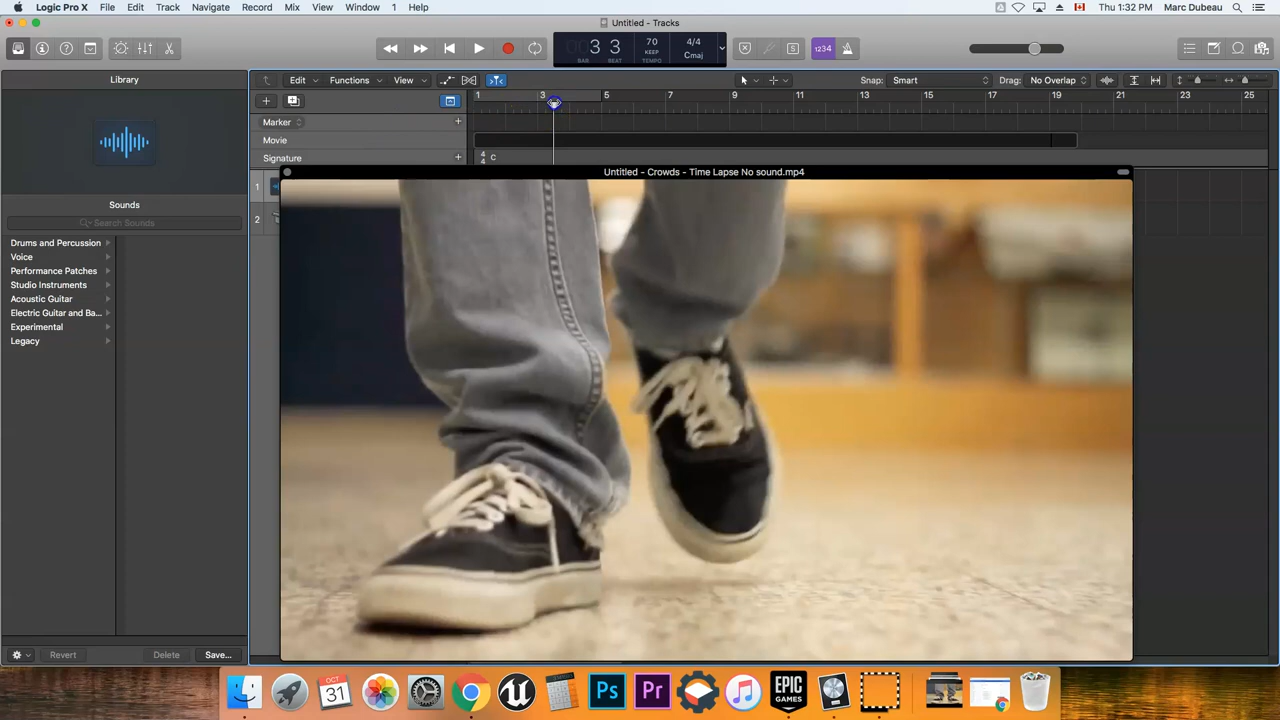 Logic Pro X File Edit Track Navigate Record Mix View Window 1 Help Thu 1:32 PM Marc Dubeau
Untitled - Tracks
003 3 70 4/4
KEEP Cmaj
BAR BEAT TEMPO
1234
Library Edit Functions View Snap: Smart Drag: No Overlap
1 3 5 7 9 11 13 15 17 19 21 23 25
Marker
Movie
Signature 4/4 C
Untitled - Crowds - Time Lapse No sound.mp4
1
2
Sounds
Search Sounds
Drums and Percussion
Voice
Performance Patches
Studio Instruments
Acoustic Guitar
Electric Guitar and Ba...
Experimental
Legacy
Revert Delete Save...
OCT
31
Ps Pr EPIC
GAMES